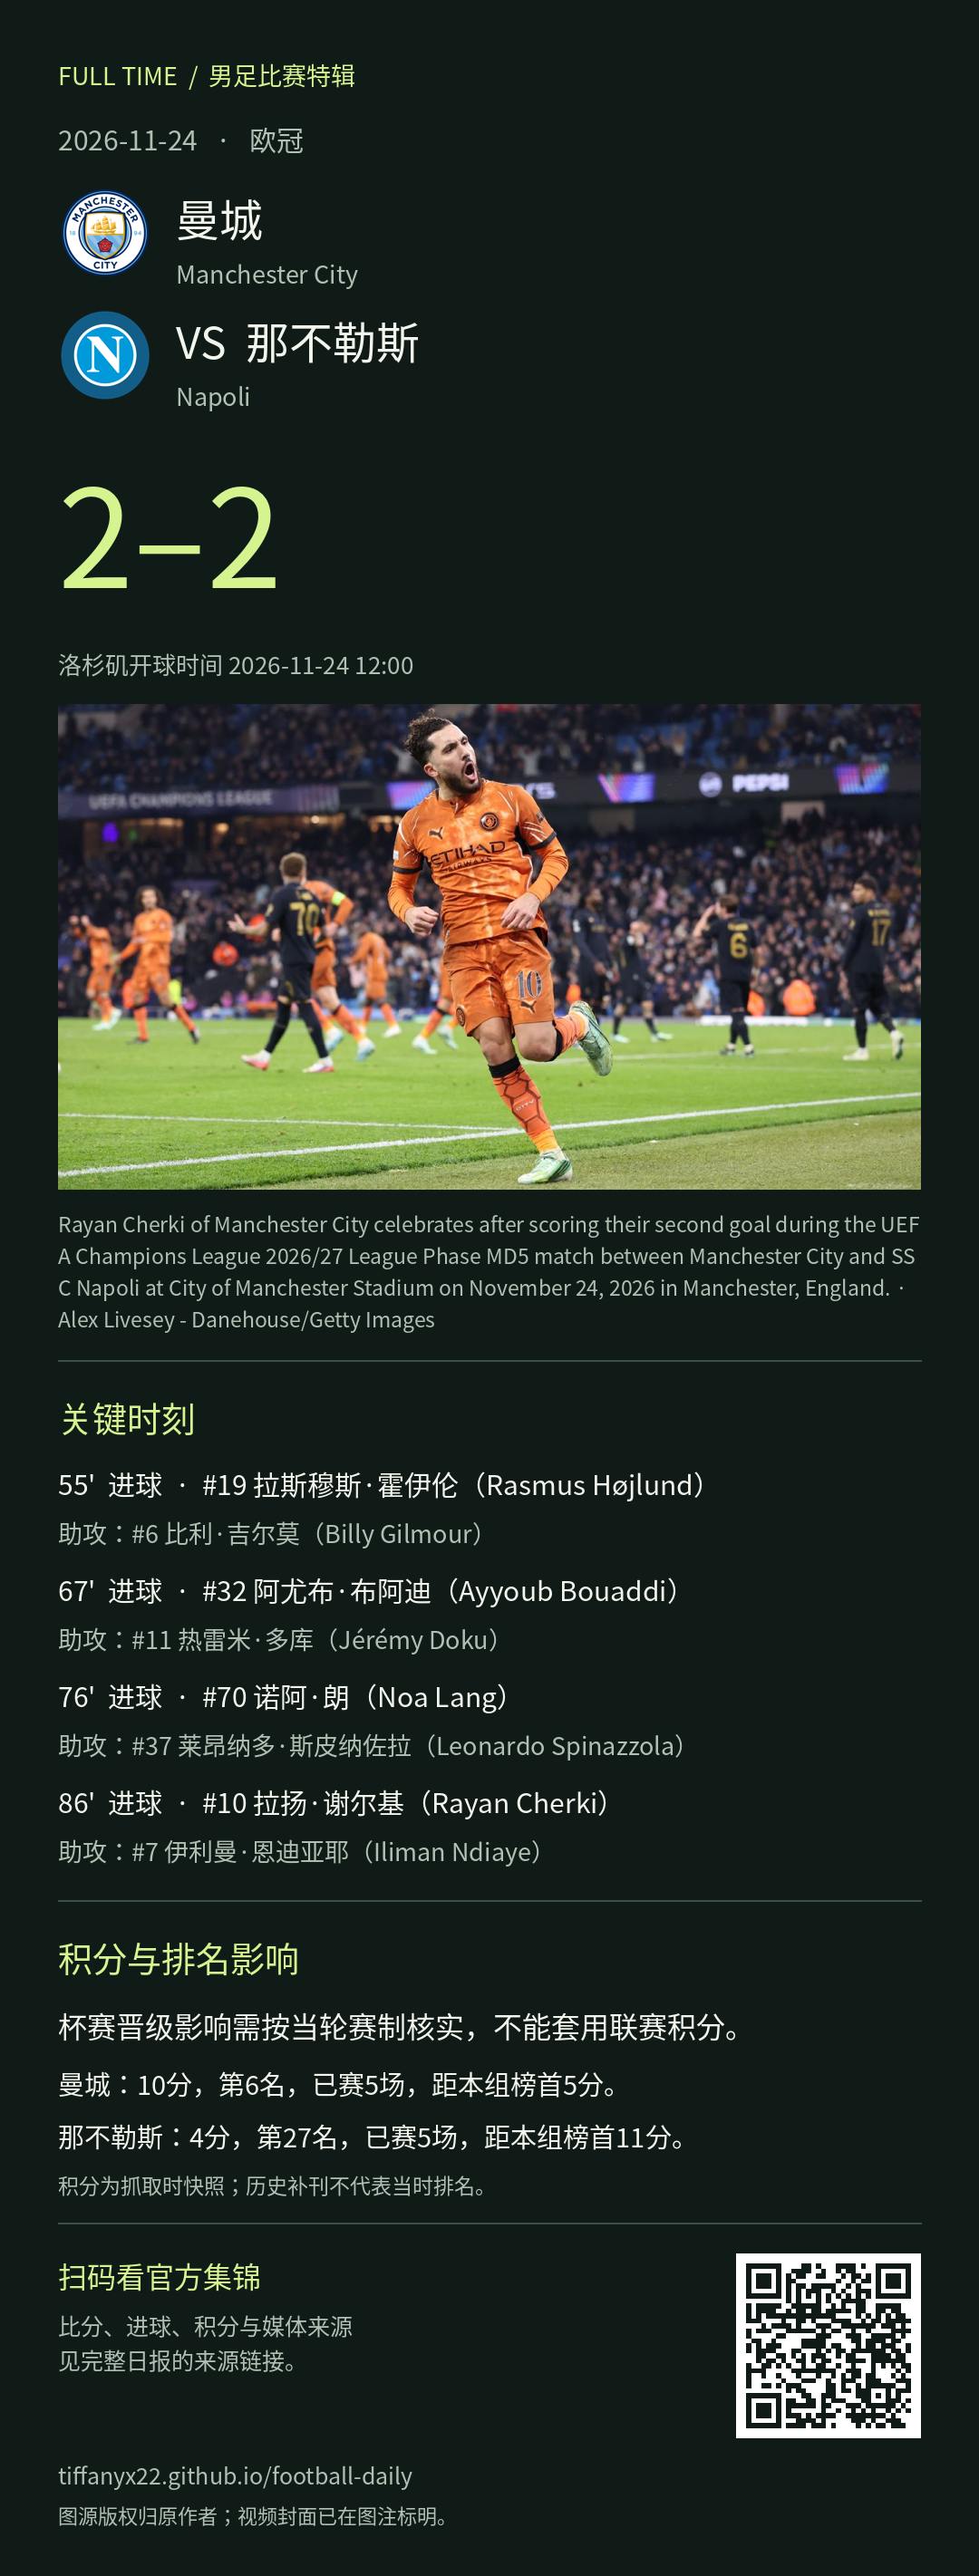 FULL TIME / 男足比赛特辑
2026-11-24 · 欧冠
MANCHESTER
18 94
CITY
曼城
Manchester City
N
VS 那不勒斯
Napoli
2–2
洛杉矶开球时间 2026-11-24 12:00
UEFA CHAMPIONS LEAGUE
PEPSI
ETIHAD
AIRWAYS
70
10
6
17
Rayan Cherki of Manchester City celebrates after scoring their second goal during the UEF
A Champions League 2026/27 League Phase MD5 match between Manchester City and SS
C Napoli at City of Manchester Stadium on November 24, 2026 in Manchester, England. ·
Alex Livesey - Danehouse/Getty Images
关键时刻
55' 进球 · #19 拉斯穆斯·霍伊伦（Rasmus Højlund）
助攻：#6 比利·吉尔莫（Billy Gilmour）
67' 进球 · #32 阿尤布·布阿迪（Ayyoub Bouaddi）
助攻：#11 热雷米·多库（Jérémy Doku）
76' 进球 · #70 诺阿·朗（Noa Lang）
助攻：#37 莱昂纳多·斯皮纳佐拉（Leonardo Spinazzola）
86' 进球 · #10 拉扬·谢尔基（Rayan Cherki）
助攻：#7 伊利曼·恩迪亚耶（Iliman Ndiaye）
积分与排名影响
杯赛晋级影响需按当轮赛制核实，不能套用联赛积分。
曼城：10分，第6名，已赛5场，距本组榜首5分。
那不勒斯：4分，第27名，已赛5场，距本组榜首11分。
积分为抓取时快照；历史补刊不代表当时排名。
扫码看官方集锦
比分、进球、积分与媒体来源
见完整日报的来源链接。
tiffanyx22.github.io/football-daily
图源版权归原作者；视频封面已在图注标明。